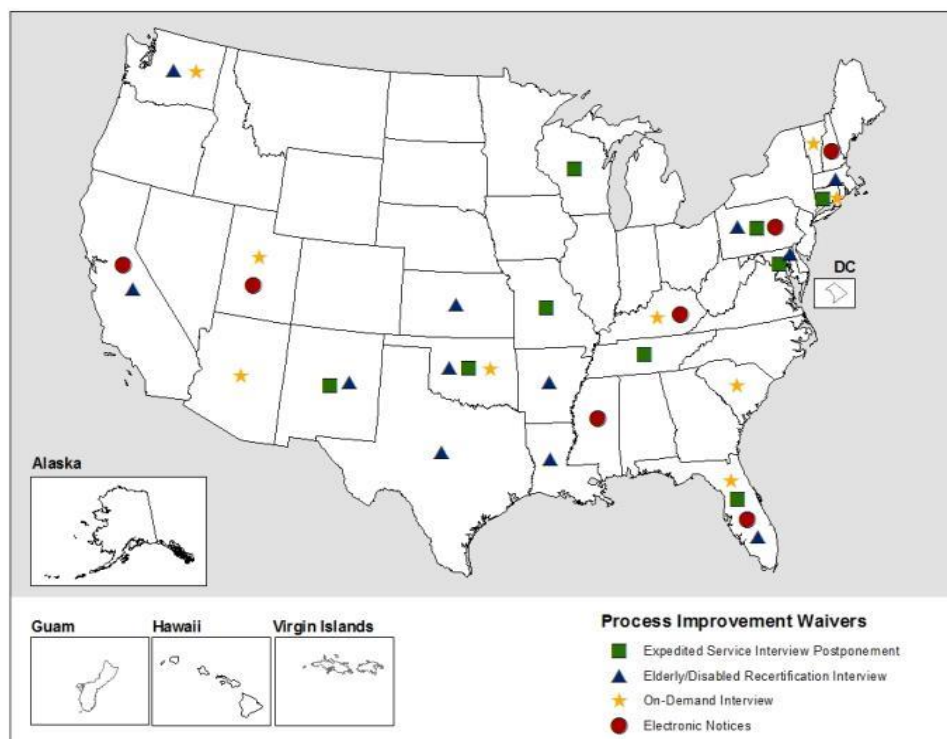 DC
Alaska
Guam
Hawaii
Virgin Islands
Process Improvement Waivers
Expedited Service Interview Postponement
Elderly/Disabled Recertification Interview
On-Demand Interview
Electronic Notices